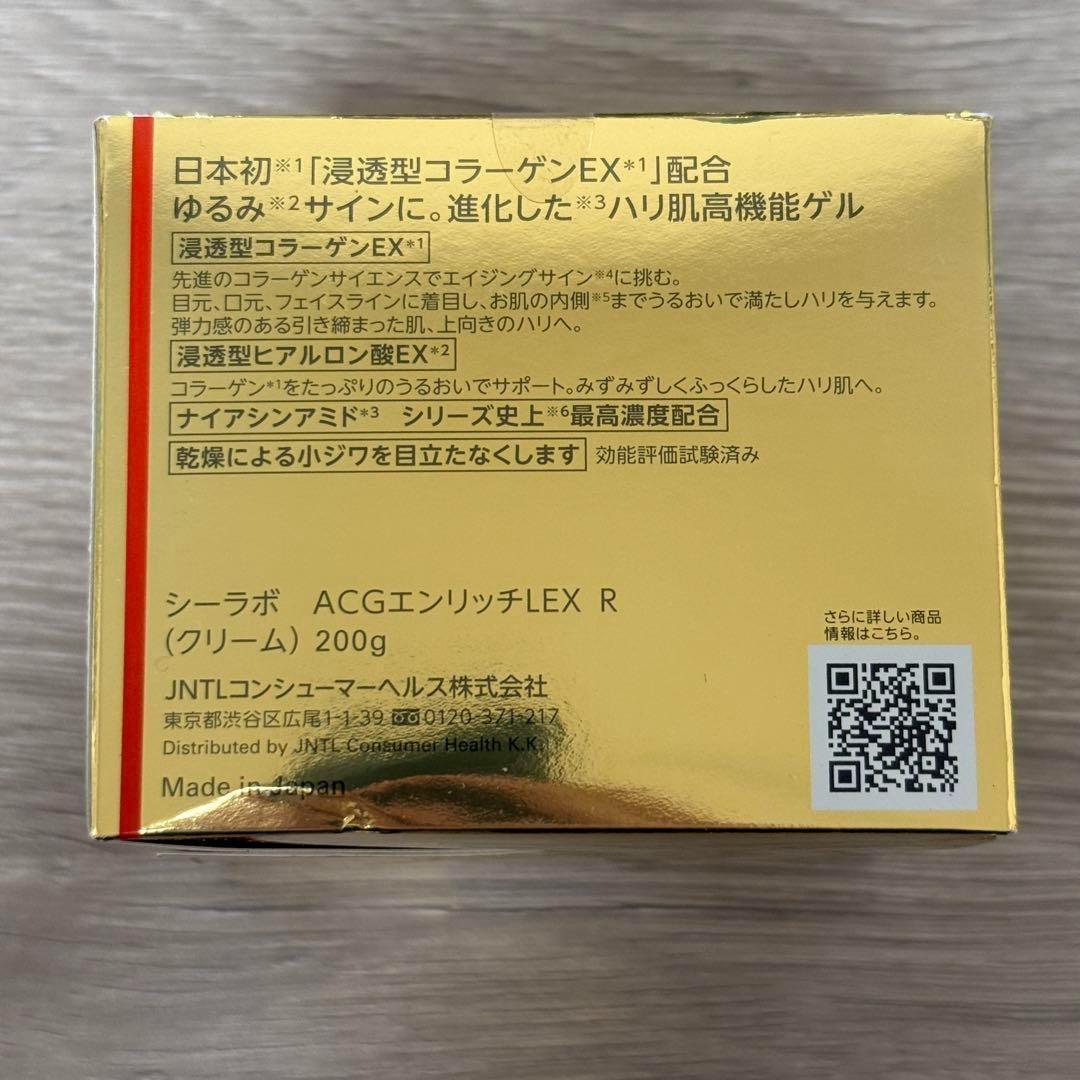 日本初※1「浸透型コラーゲンEX*1」配合
ゆるみ※2サインに。進化した※3ハリ肌高機能ゲル
浸透型コラーゲンEX*1
先進のコラーゲンサイエンスでエイジングサイン※4に挑む。
目元、口元、フェイスラインに着目し、お肌の内側※5までうるおいで満たしハリを与えます。
弾力感のある引き締まった肌、上向きのハリへ。
浸透型ヒアルロン酸EX*2
コラーゲン*1をたっぷりのうるおいでサポート。みずみずしくふっくらしたハリ肌へ。
ナイアシンアミド*3 シリーズ史上※6最高濃度配合
乾燥による小ジワを目立たなくします 効能評価試験済み
シーラボ ACGエンリッチLEX R
(クリーム) 200g
JNTLコンシューマーヘルス株式会社
東京都渋谷区広尾1-1-39 0120-371-217
Distributed by JNTL Consumer Health K.K.
Made in Japan
さらに詳しい商品
情報はこちら。